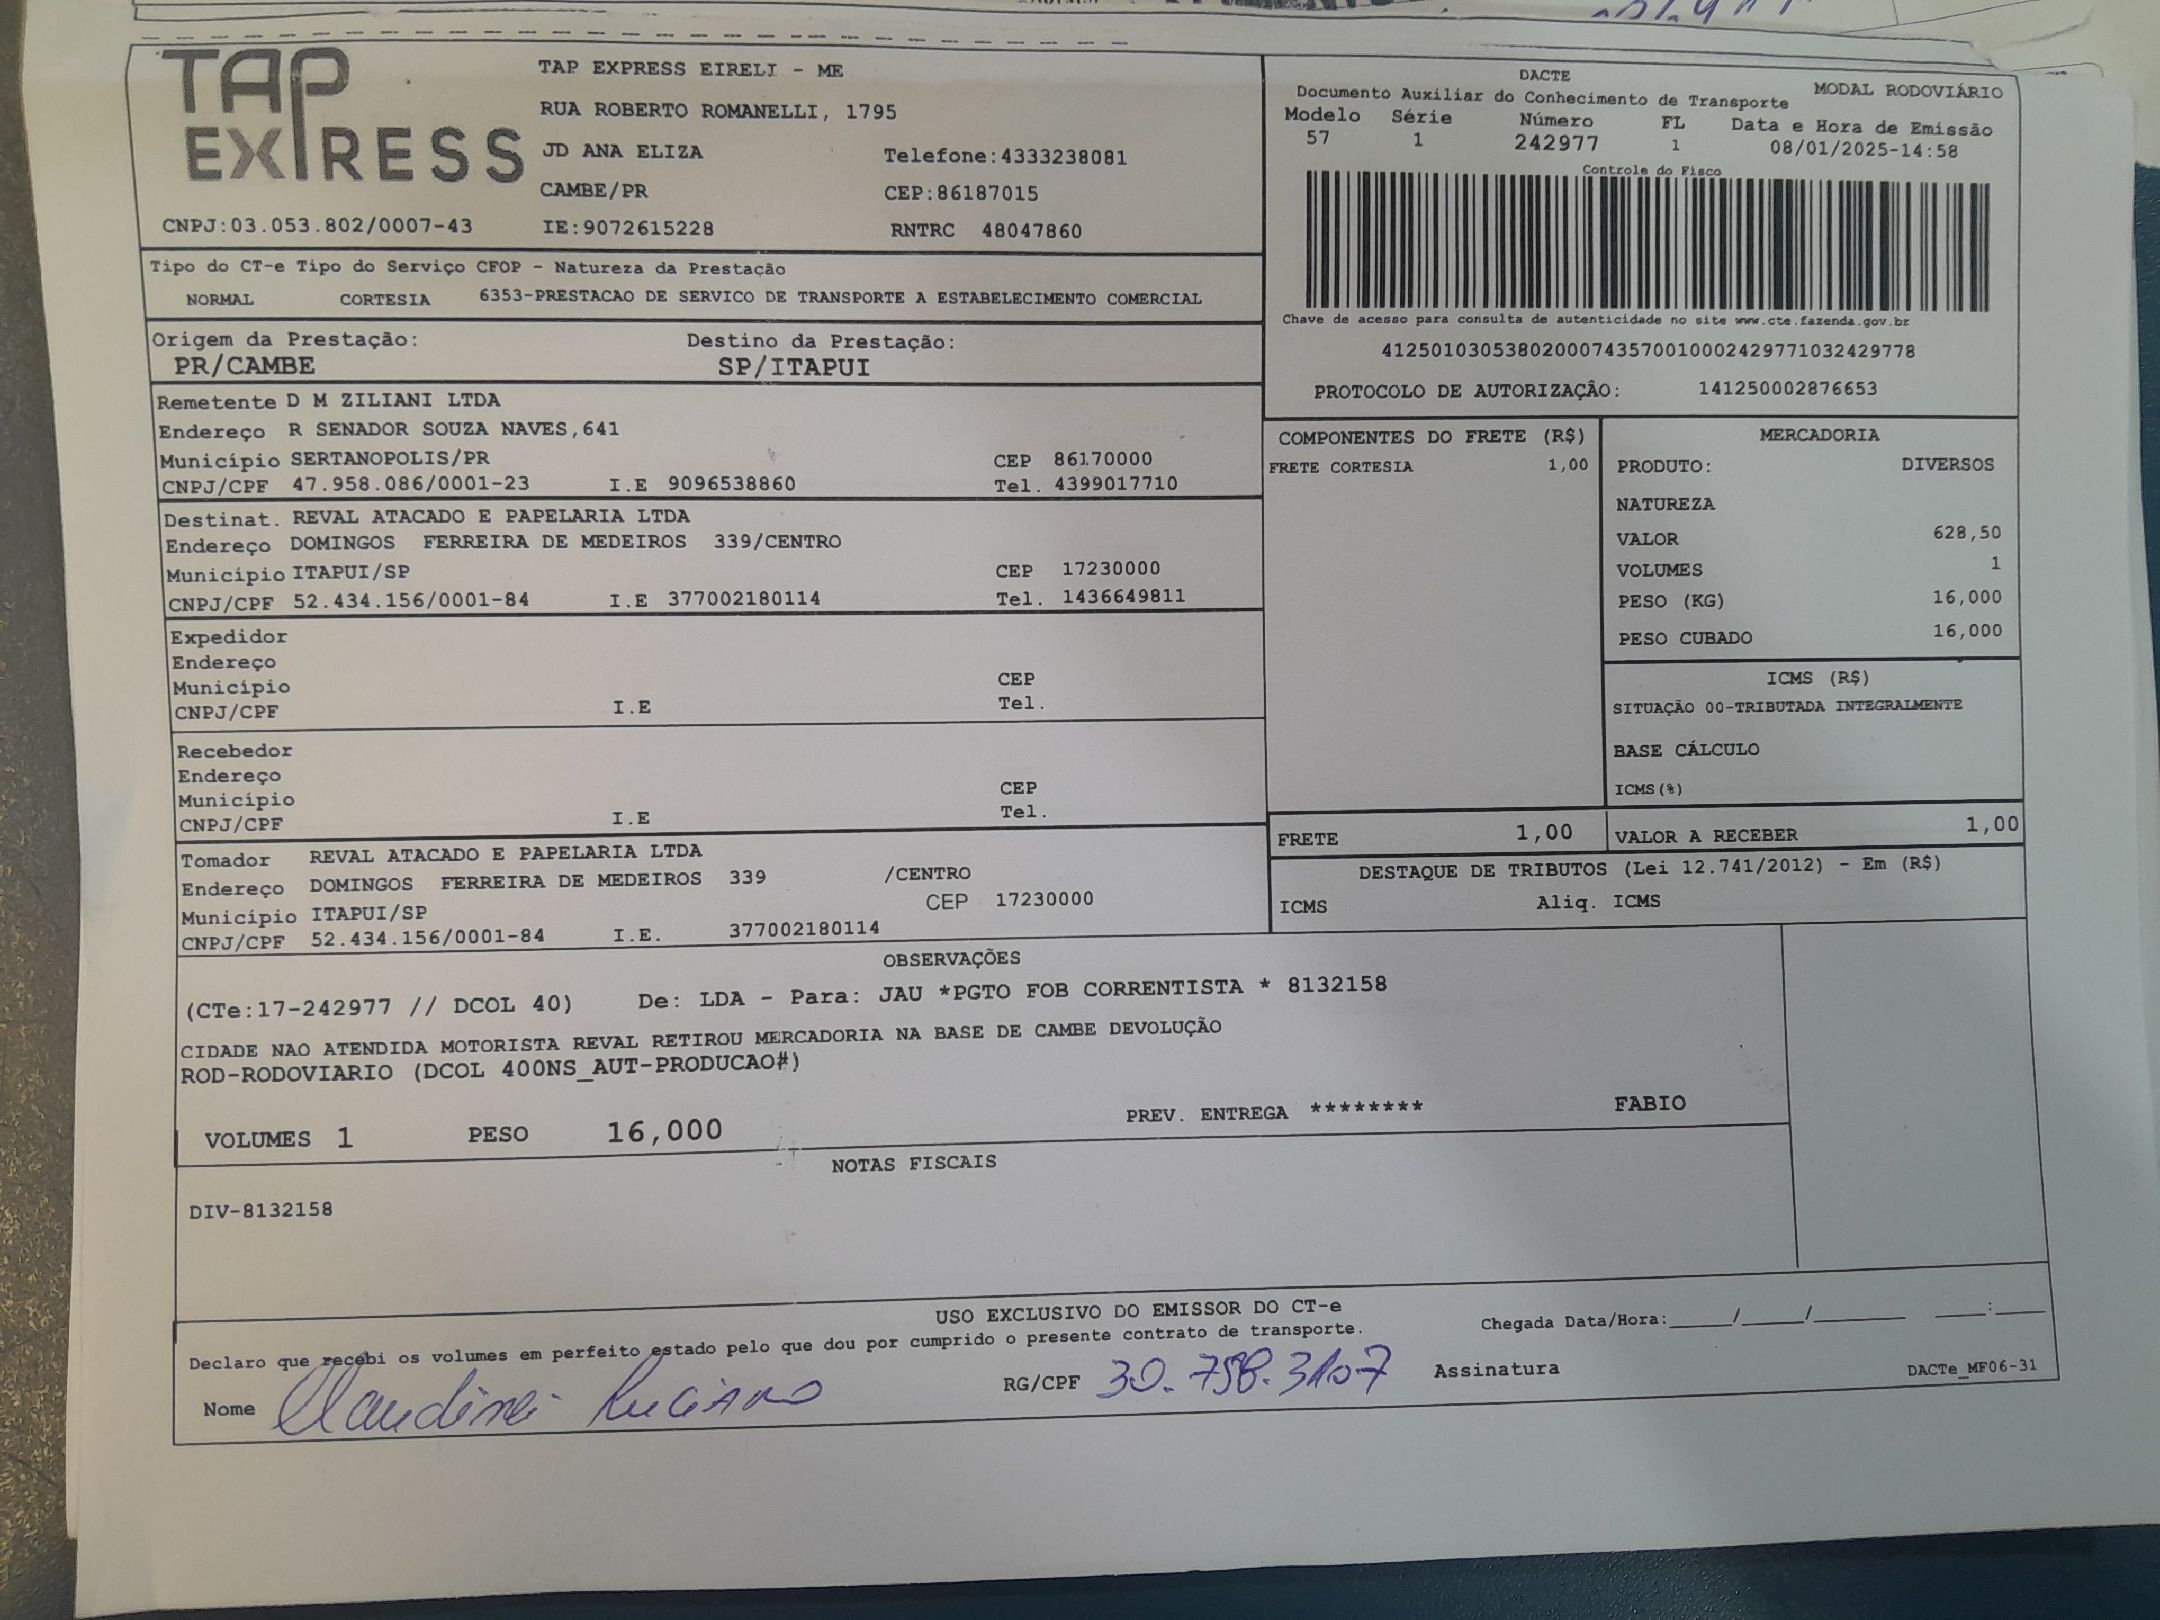 TAP
EXPRESS
TAP EXPRESS EIRELI - ME
RUA ROBERTO ROMANELLI, 1795
JD ANA ELIZA Telefone:4333238081
CAMBE/PR CEP:86187015
CNPJ:03.053.802/0007-43 IE:9072615228 RNTRC 48047860
DACTE
Documento Auxiliar do Conhecimento de Transporte MODAL RODOVIÁRIO
Modelo Série Número FL Data e Hora de Emissão
57 1 242977 1 08/01/2025-14:58
Controle do Fisco
Chave de acesso para consulta de autenticidade no site www.cte.fazenda.gov.br
41250103053802000743570010002429771032429778
PROTOCOLO DE AUTORIZAÇÃO: 141250002876653
Tipo do CT-e Tipo do Serviço CFOP - Natureza da Prestação
NORMAL CORTESIA 6353-PRESTACAO DE SERVICO DE TRANSPORTE A ESTABELECIMENTO COMERCIAL
Origem da Prestação: Destino da Prestação:
PR/CAMBE SP/ITAPUI
Remetente D M ZILIANI LTDA
Endereço R SENADOR SOUZA NAVES,641
Município SERTANOPOLIS/PR CEP 86170000
CNPJ/CPF 47.958.086/0001-23 I.E 9096538860 Tel. 4399017710
Destinat. REVAL ATACADO E PAPELARIA LTDA
Endereço DOMINGOS FERREIRA DE MEDEIROS 339/CENTRO
Município ITAPUI/SP CEP 17230000
CNPJ/CPF 52.434.156/0001-84 I.E 377002180114 Tel. 1436649811
Expedidor
Endereço
Município CEP
CNPJ/CPF I.E Tel.
Recebedor
Endereço
Município CEP
CNPJ/CPF I.E Tel.
Tomador REVAL ATACADO E PAPELARIA LTDA
Endereço DOMINGOS FERREIRA DE MEDEIROS 339 /CENTRO
Município ITAPUI/SP CEP 17230000
CNPJ/CPF 52.434.156/0001-84 I.E. 377002180114
COMPONENTES DO FRETE (R$)
FRETE CORTESIA 1,00
MERCADORIA
PRODUTO: DIVERSOS
NATUREZA
VALOR 628,50
VOLUMES 1
PESO (KG) 16,000
PESO CUBADO 16,000
ICMS (R$)
SITUAÇÃO 00-TRIBUTADA INTEGRALMENTE
BASE CÁLCULO
ICMS(%)
FRETE 1,00 VALOR A RECEBER 1,00
DESTAQUE DE TRIBUTOS (Lei 12.741/2012) - Em (R$)
ICMS Aliq. ICMS
OBSERVAÇÕES
(CTe:17-242977 // DCOL 40) De: LDA - Para: JAU *PGTO FOB CORRENTISTA * 8132158
CIDADE NAO ATENDIDA MOTORISTA REVAL RETIROU MERCADORIA NA BASE DE CAMBE DEVOLUÇÃO
ROD-RODOVIARIO (DCOL 400NS_AUT-PRODUCAO#)
VOLUMES 1 PESO 16,000 PREV. ENTREGA ******** FABIO
NOTAS FISCAIS
DIV-8132158
USO EXCLUSIVO DO EMISSOR DO CT-e
Declaro que recebi os volumes em perfeito estado pelo que dou por cumprido o presente contrato de transporte. Chegada Data/Hora:_____/_____/________ ____:____
Nome Claudinei Luciano RG/CPF 30.758.310-7 Assinatura DACTe_MF06-31